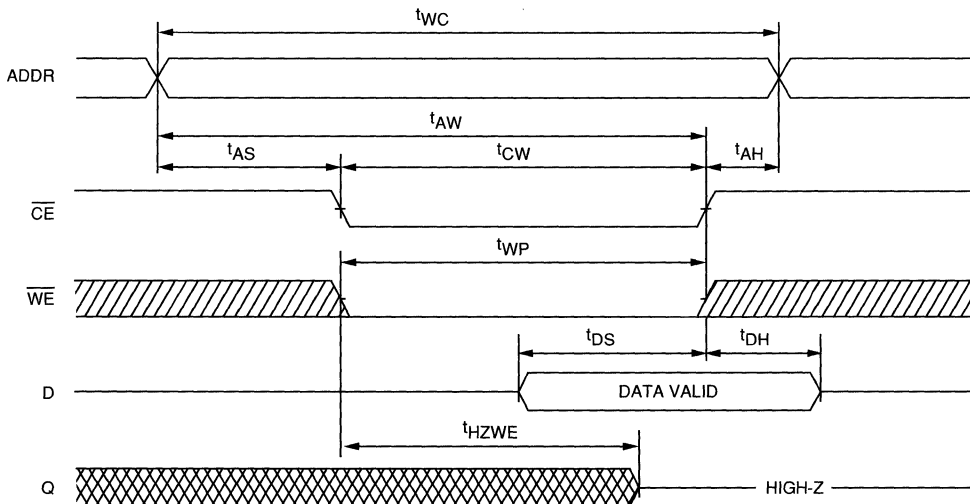 tWC
ADDR
tAW
tAS tCW tAH
CE
tWP
WE
tDS tDH
D DATA VALID
tHZWE
Q HIGH-Z